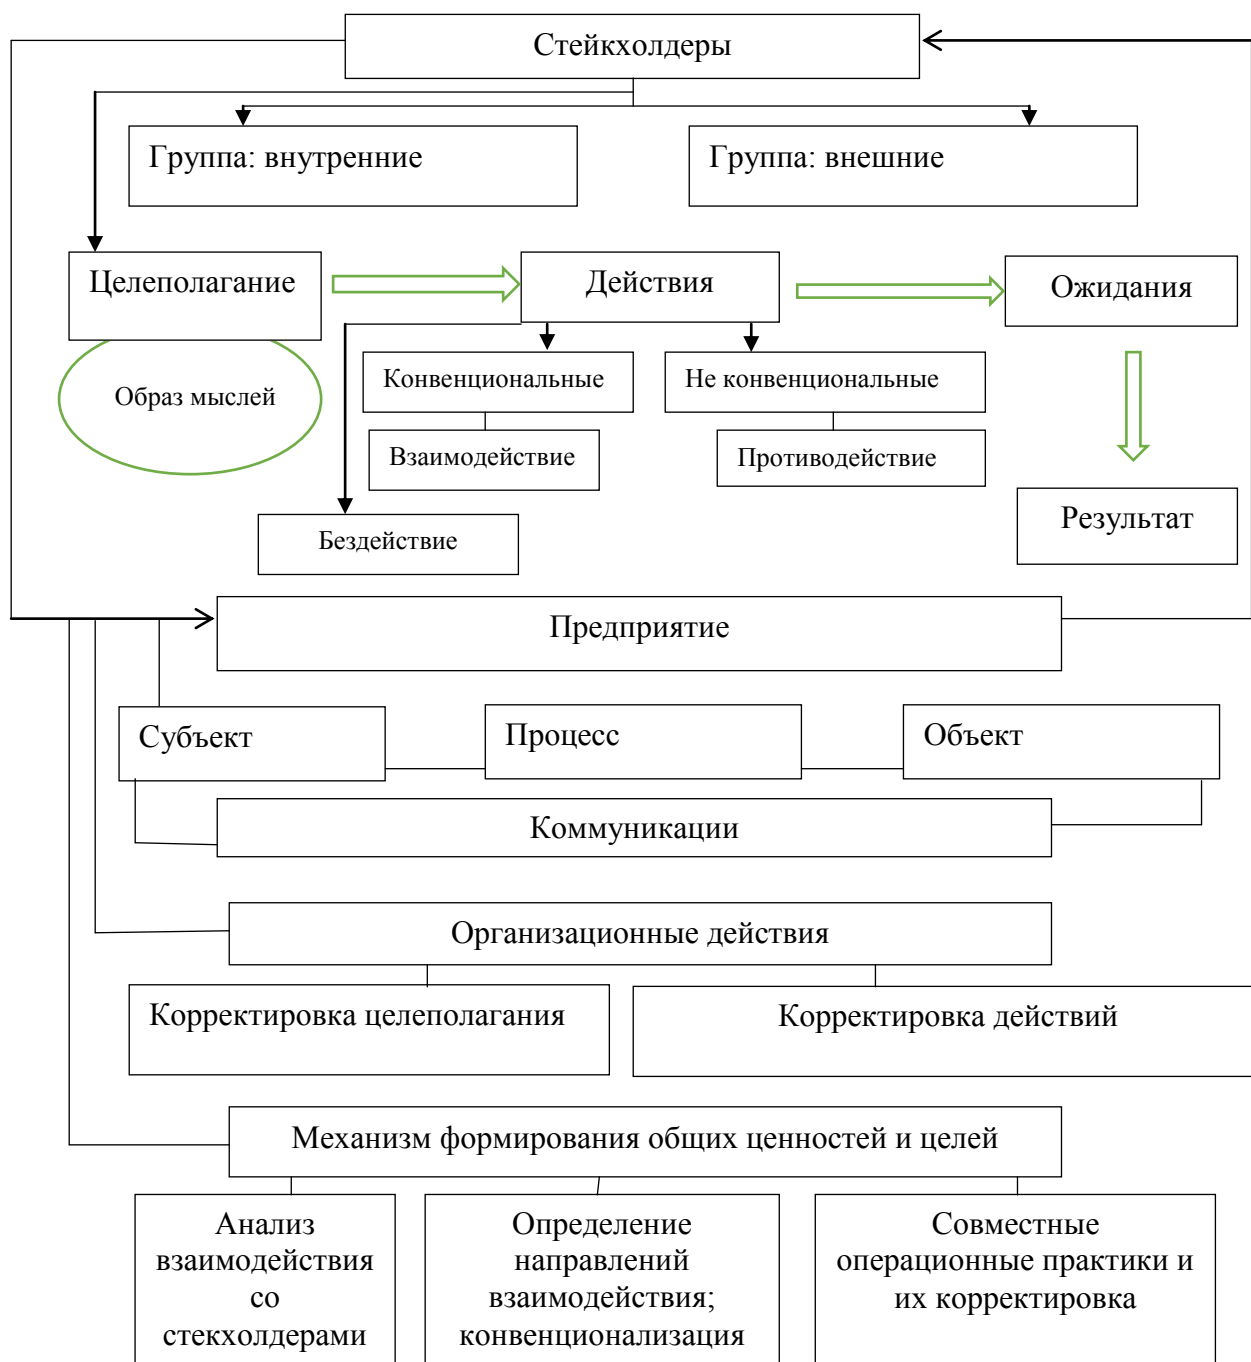 Стейкхолдеры
Группа: внутренние
Группа: внешние
Целеполагание
Действия
Ожидания
Образ мыслей
Конвенциональные
Не конвенциональные
Взаимодействие
Противодействие
Результат
Бездействие
Предприятие
Субъект
Процесс
Объект
Коммуникации
Организационные действия
Корректировка целеполагания
Корректировка действий
Механизм формирования общих ценностей и целей
Анализ
взаимодействия
со
стекхолдерами
Определение
направлений
взаимодействия;
конвенционализация
Совместные
операционные практики и
их корректировка